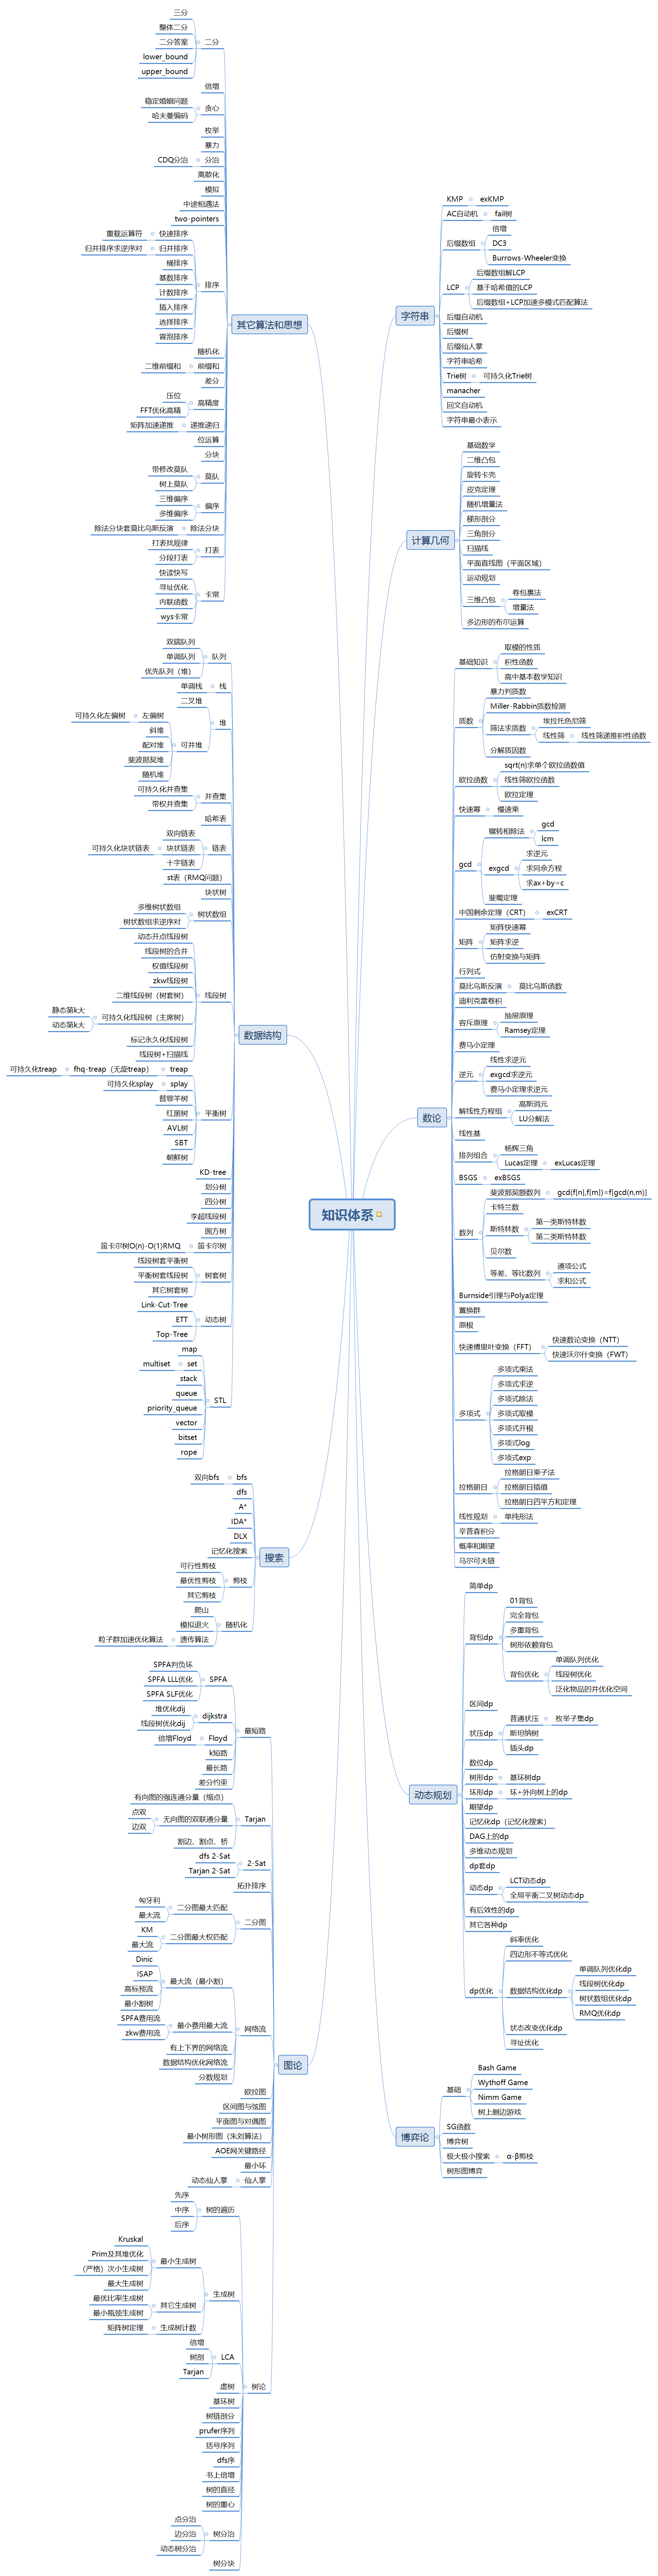 知识体系
字符串
KMP
exKMP
AC自动机
fail树
后缀数组
倍增
DC3
Burrows-Wheeler变换
LCP
后缀数组解LCP
基于哈希值的LCP
后缀数组+LCP加速多模式匹配算法
后缀自动机
后缀树
后缀仙人掌
字符串哈希
Trie树
可持久化Trie树
manacher
回文自动机
字符串最小表示
计算几何
基础数学
二维凸包
旋转卡壳
皮克定理
随机增量法
梯形剖分
三角剖分
扫描线
平面直线图（平面区域）
运动规划
三维凸包
卷包裹法
增量法
多边形的布尔运算
数论
基础知识
取模的性质
积性函数
高中基本数学知识
质数
暴力判质数
Miller-Rabbin质数检测
筛法求质数
埃拉托色尼筛
线性筛
线性筛递推积性函数
分解质因数
欧拉函数
sqrt(n)求单个欧拉函数值
线性筛欧拉函数
欧拉定理
快速幂
慢速乘
gcd
辗转相除法
gcd
lcm
exgcd
求逆元
求同余方程
求ax+by=c
斐蜀定理
中国剩余定理（CRT）
exCRT
矩阵
矩阵快速幂
矩阵求逆
仿射变换与矩阵
行列式
莫比乌斯反演
莫比乌斯函数
迪利克雷卷积
容斥原理
抽屉原理
Ramsey定理
费马小定理
逆元
线性求逆元
exgcd求逆元
费马小定理求逆元
解线性方程组
高斯消元
LU分解法
线性基
排列组合
杨辉三角
Lucas定理
exLucas定理
BSGS
exBSGS
数列
斐波那契额数列
gcd(f[n],f[m])=f[gcd(n,m)]
卡特兰数
斯特林数
第一类斯特林数
第二类斯特林数
贝尔数
等差、等比数列
通项公式
求和公式
Burnside引理与Polya定理
置换群
原根
快速傅里叶变换（FFT）
快速数论变换（NTT）
快速沃尔什变换（FWT）
多项式
多项式乘法
多项式求逆
多项式除法
多项式取模
多项式开根
多项式log
多项式exp
拉格朗日
拉格朗日乘子法
拉格朗日插值
拉格朗日四平方和定理
线性规划
单纯形法
辛普森积分
概率和期望
马尔可夫链
动态规划
简单dp
背包dp
01背包
完全背包
多重背包
树形依赖背包
背包优化
单调队列优化
线段树优化
泛化物品的并优化空间
区间dp
状压dp
普通状压
枚举子集dp
斯坦纳树
插头dp
数位dp
树形dp
基环树dp
环形dp
环+外向树上的dp
期望dp
记忆化dp（记忆化搜索）
DAG上的dp
多维动态规划
dp套dp
动态dp
LCT动态dp
全局平衡二叉树动态dp
有后效性的dp
其它各种dp
dp优化
斜率优化
四边形不等式优化
数据结构优化dp
单调队列优化dp
线段树优化dp
树状数组优化dp
RMQ优化dp
状态改变优化dp
寻址优化
博弈论
基础
Bash Game
Wythoff Game
Nimm Game
树上删边游戏
SG函数
博弈树
极大极小搜索
α-β剪枝
树形图博弈
其它算法和思想
二分
三分
整体二分
二分答案
lower_bound
upper_bound
倍增
贪心
稳定婚姻问题
哈夫曼编码
枚举
暴力
分治
CDQ分治
离散化
模拟
中途相遇法
two-pointers
排序
快速排序
重载运算符
归并排序
归并排序求逆序对
桶排序
基数排序
计数排序
插入排序
选择排序
冒泡排序
随机化
前缀和
二维前缀和
差分
高精度
压位
FFT优化高精
递推递归
矩阵加速递推
位运算
分块
莫队
带修改莫队
树上莫队
偏序
三维偏序
多维偏序
除法分块
除法分块套莫比乌斯反演
打表
打表找规律
分段打表
卡常
快读快写
寻址优化
内联函数
wys卡常
数据结构
队列
双端队列
单调队列
优先队列（堆）
栈
单调栈
堆
二叉堆
可并堆
左偏树
可持久化左偏树
斜堆
配对堆
斐波那契堆
随机堆
并查集
可持久化并查集
带权并查集
哈希表
链表
双向链表
块状链表
可持久化块状链表
十字链表
st表（RMQ问题）
块状树
树状数组
多维树状数组
树状数组求逆序对
线段树
动态开点线段树
线段树的合并
权值线段树
zkw线段树
二维线段树（树套树）
可持久化线段树（主席树）
静态第k大
动态第k大
标记永久化线段树
线段树+扫描线
平衡树
treap
fhq-treap（无旋treap）
可持久化treap
splay
可持久化splay
替罪羊树
红黑树
AVL树
SBT
朝鲜树
KD-tree
划分树
四分树
李超线段树
圆方树
笛卡尔树
笛卡尔树O(n)-O(1)RMQ
树套树
线段树套平衡树
平衡树套线段树
其它树套树
动态树
Link-Cut-Tree
ETT
Top-Tree
STL
map
set
multiset
stack
queue
priority_queue
vector
bitset
rope
搜索
bfs
双向bfs
dfs
A*
IDA*
DLX
记忆化搜索
剪枝
可行性剪枝
最优性剪枝
其它剪枝
随机化
爬山
模拟退火
遗传算法
粒子群加速优化算法
图论
最短路
SPFA
SPFA判负环
SPFA LLL优化
SPFA SLF优化
dijkstra
堆优化dij
线段树优化dij
Floyd
倍增Floyd
k短路
最长路
差分约束
Tarjan
有向图的强连通分量（缩点）
无向图的双联通分量
点双
边双
割边、割点、桥
2-Sat
dfs 2-Sat
Tarjan 2-Sat
拓扑排序
二分图
二分图最大匹配
匈牙利
最大流
二分图最大权匹配
KM
最大流
网络流
最大流（最小割）
Dinic
ISAP
高标预流
最小割树
最小费用最大流
SPFA费用流
zkw费用流
有上下界的网络流
数据结构优化网络流
分数规划
欧拉图
区间图与弦图
平面图与对偶图
最小树形图（朱刘算法）
AOE网关键路径
最小环
仙人掌
动态仙人掌
树论
树的遍历
先序
中序
后序
生成树
最小生成树
Kruskal
Prim及其堆优化
（严格）次小生成树
最大生成树
其它生成树
最优比率生成树
最小瓶颈生成树
生成树计数
矩阵树定理
LCA
倍增
树剖
Tarjan
虚树
基环树
树链剖分
prufer序列
括号序列
dfs序
书上倍增
树的直径
树的重心
树分治
点分治
边分治
动态树分治
树分块